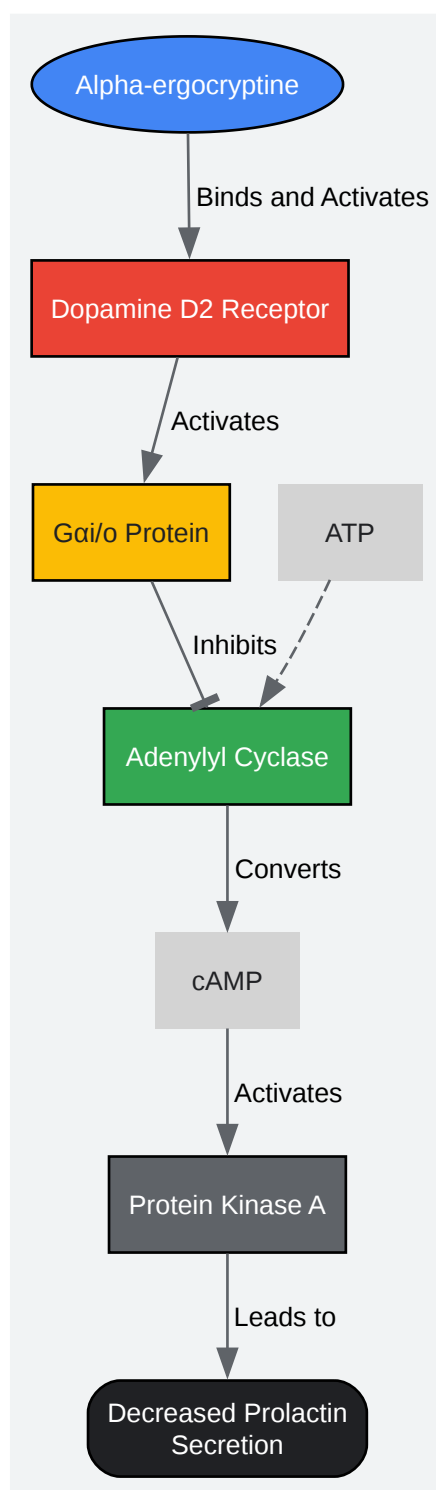 Alpha-ergocryptine
Binds and Activates
Dopamine D2 Receptor
Activates
Gαi/o Protein
ATP
Inhibits
Adenylyl Cyclase
Converts
cAMP
Activates
Protein Kinase A
Leads to
Decreased Prolactin
Secretion